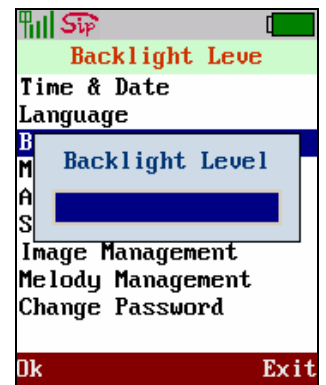 Sip
Backlight Leve
Time & Date
Language
B
M
Backlight Level
A
S
Image Management
Melody Management
Change Password
Ok Exit